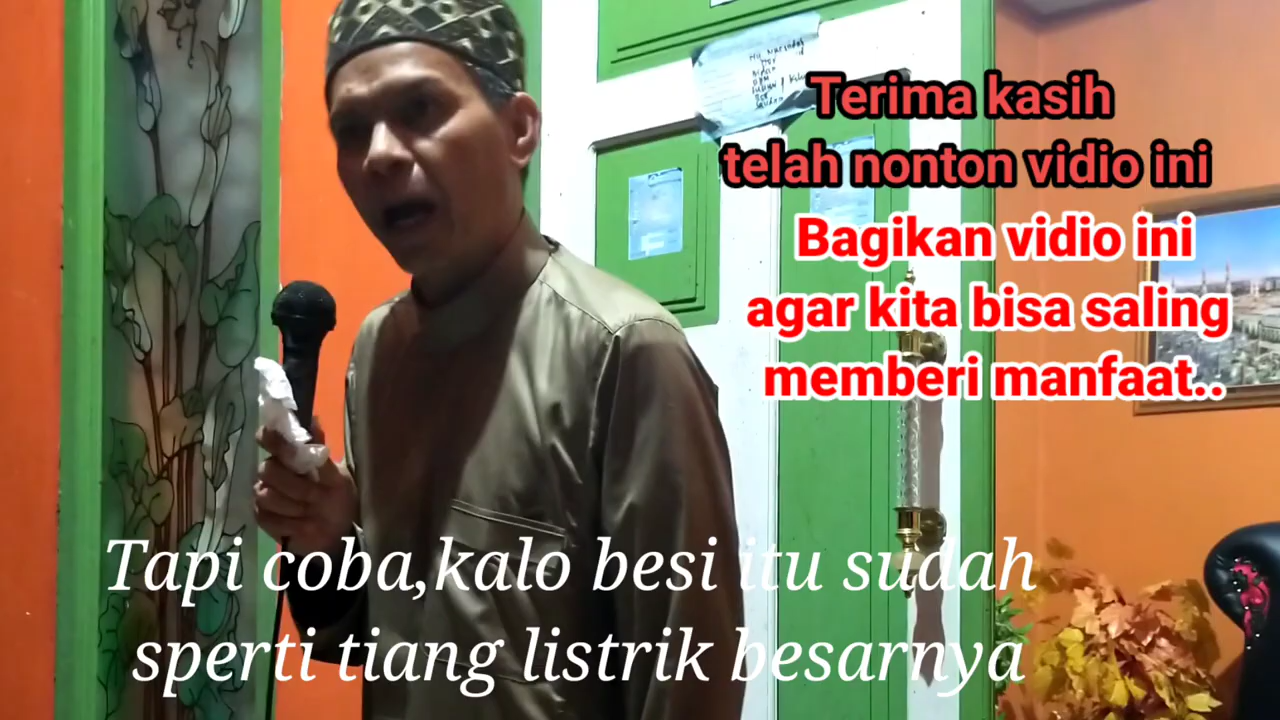 Terima kasih
telah nonton vidio ini
Bagikan vidio ini
agar kita bisa saling
memberi manfaat..
Tapi coba,kalo besi itu sudah
sperti tiang listrik besarnya